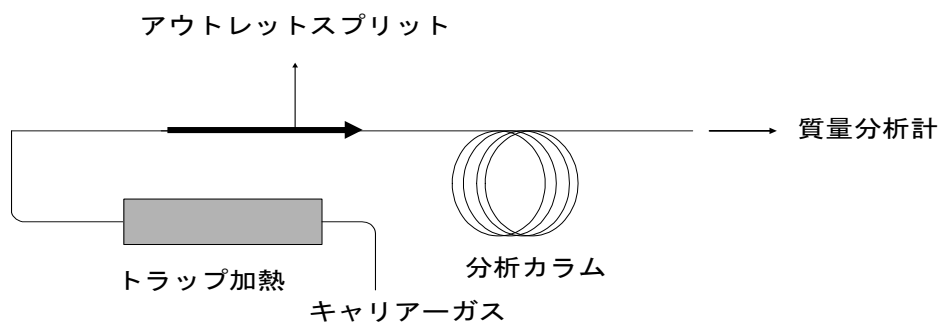 アウトレットスプリット
質量分析計
分析カラム
トラップ加熱
キャリアーガス